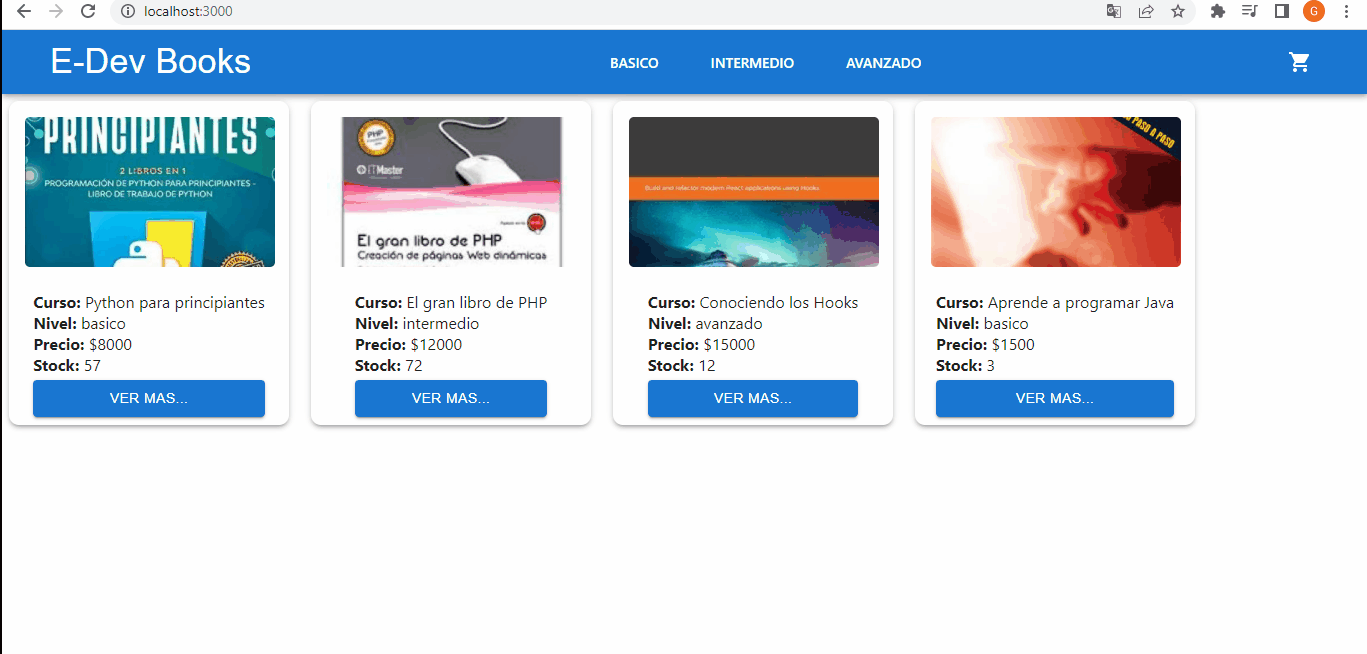 localhost:3000
G
E-Dev Books
BASICO
INTERMEDIO
AVANZADO
PRINCIPIANTES
2 LIBROS EN 1
PROGRAMACIÓN DE PYTHON PARA PRINCIPIANTES -
LIBRO DE TRABAJO DE PYTHON
Curso: Python para principiantes
Nivel: basico
Precio: $8000
Stock: 57
VER MAS...
PHP
ITMaster
El gran libro de PHP
Creación de páginas Web dinámicas
Curso: El gran libro de PHP
Nivel: intermedio
Precio: $12000
Stock: 72
VER MAS...
Build and refactor modern React applications using Hooks
Curso: Conociendo los Hooks
Nivel: avanzado
Precio: $15000
Stock: 12
VER MAS...
PASO A PASO
Curso: Aprende a programar Java
Nivel: basico
Precio: $1500
Stock: 3
VER MAS...